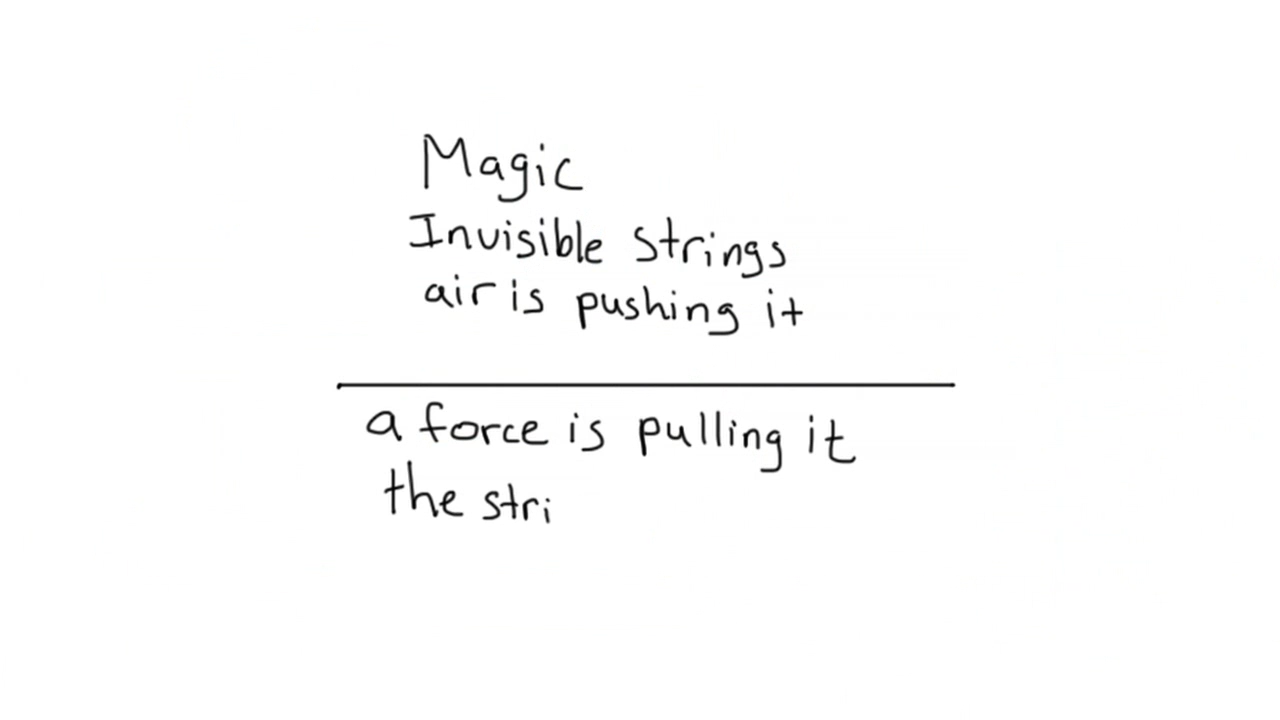 Magic
Invisible strings
air is pushing it
a force is pulling it
the stri